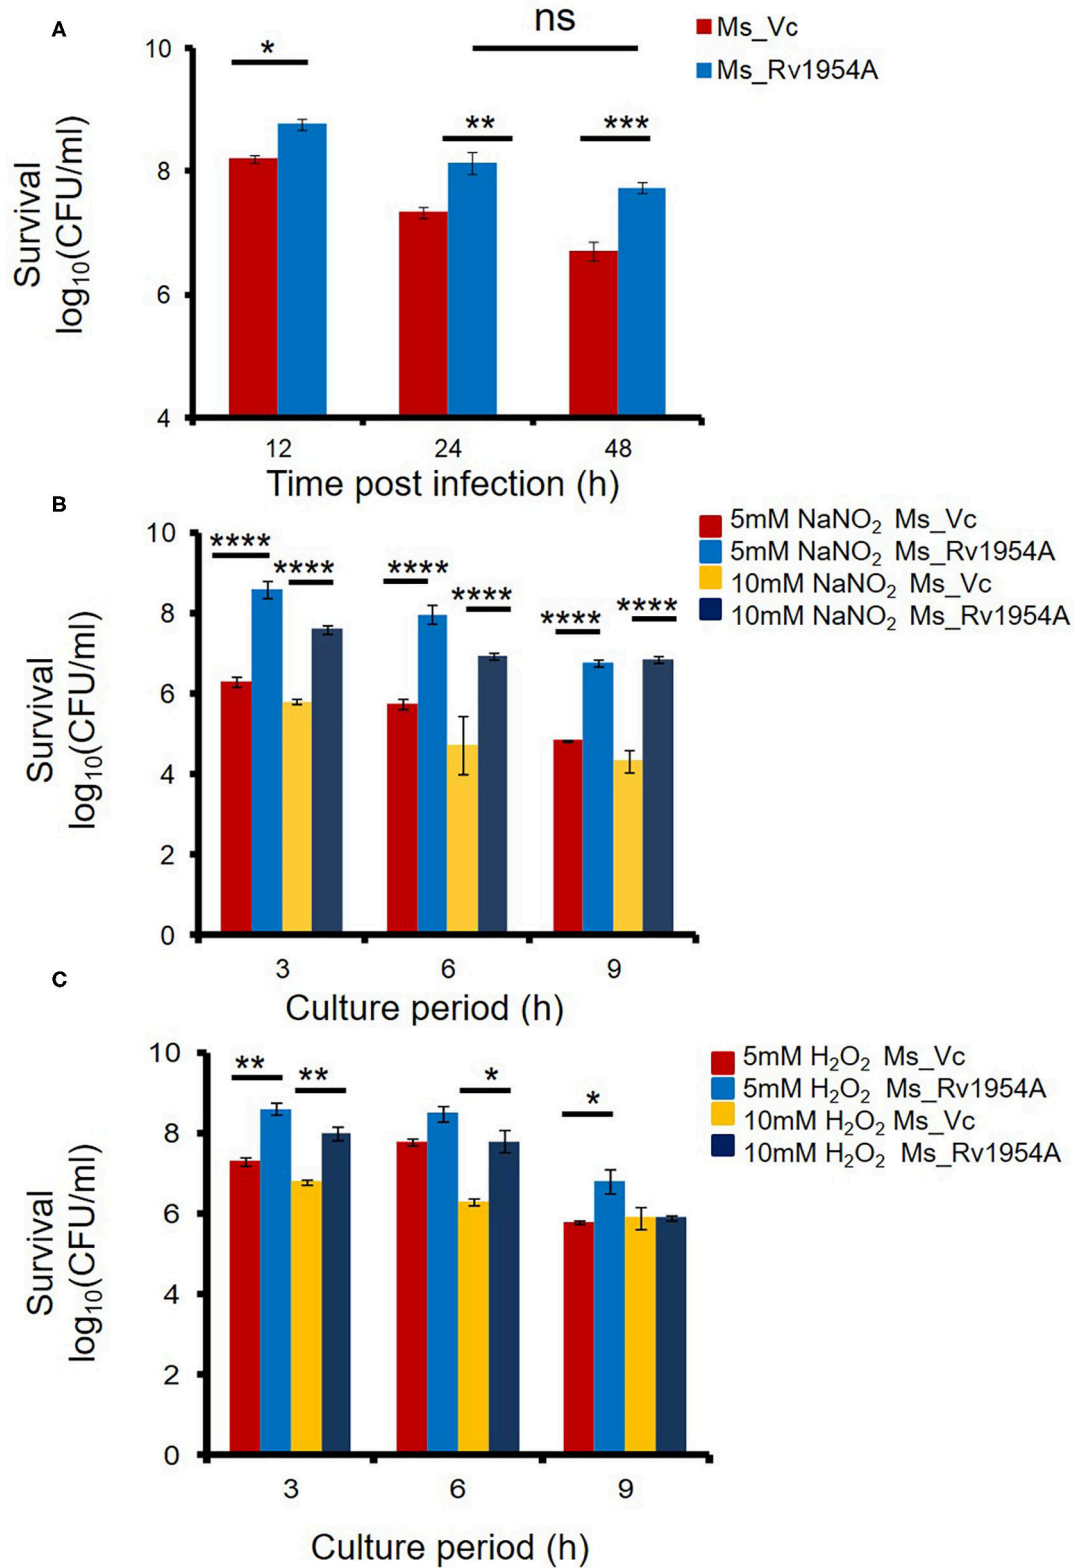 A
ns
Ms_Vc
Ms_Rv1954A
10
8
6
4
*
**
***
Survival
log10(CFU/ml)
12 24 48
Time post infection (h)
B
5mM NaNO2 Ms_Vc
5mM NaNO2 Ms_Rv1954A
10mM NaNO2 Ms_Vc
10mM NaNO2 Ms_Rv1954A
10
8
6
4
2
0
****
****
****
****
****
****
Survival
log10(CFU/ml)
3 6 9
Culture period (h)
C
5mM H2O2 Ms_Vc
5mM H2O2 Ms_Rv1954A
10mM H2O2 Ms_Vc
10mM H2O2 Ms_Rv1954A
10
8
6
4
2
0
**
**
*
*
Survival
log10(CFU/ml)
3 6 9
Culture period (h)